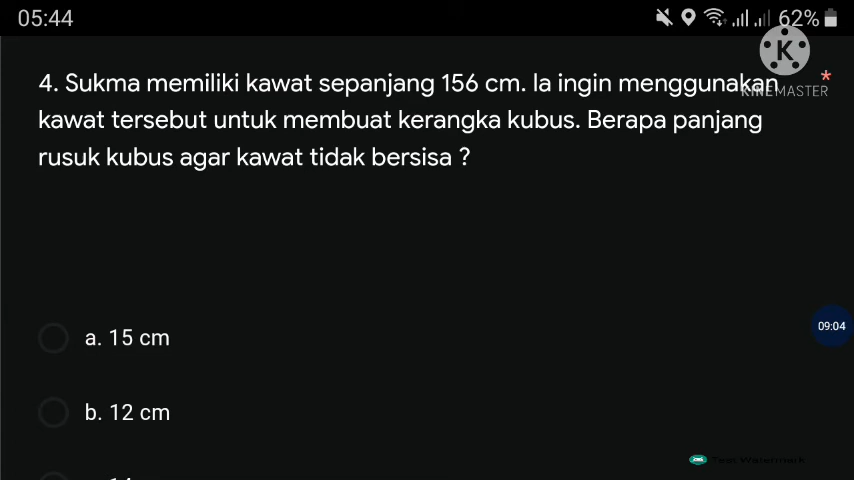 05:44
62%
K
KINEMASTER
4. Sukma memiliki kawat sepanjang 156 cm. Ia ingin menggunakan *
kawat tersebut untuk membuat kerangka kubus. Berapa panjang
rusuk kubus agar kawat tidak bersisa ?
a. 15 cm
09:04
b. 12 cm